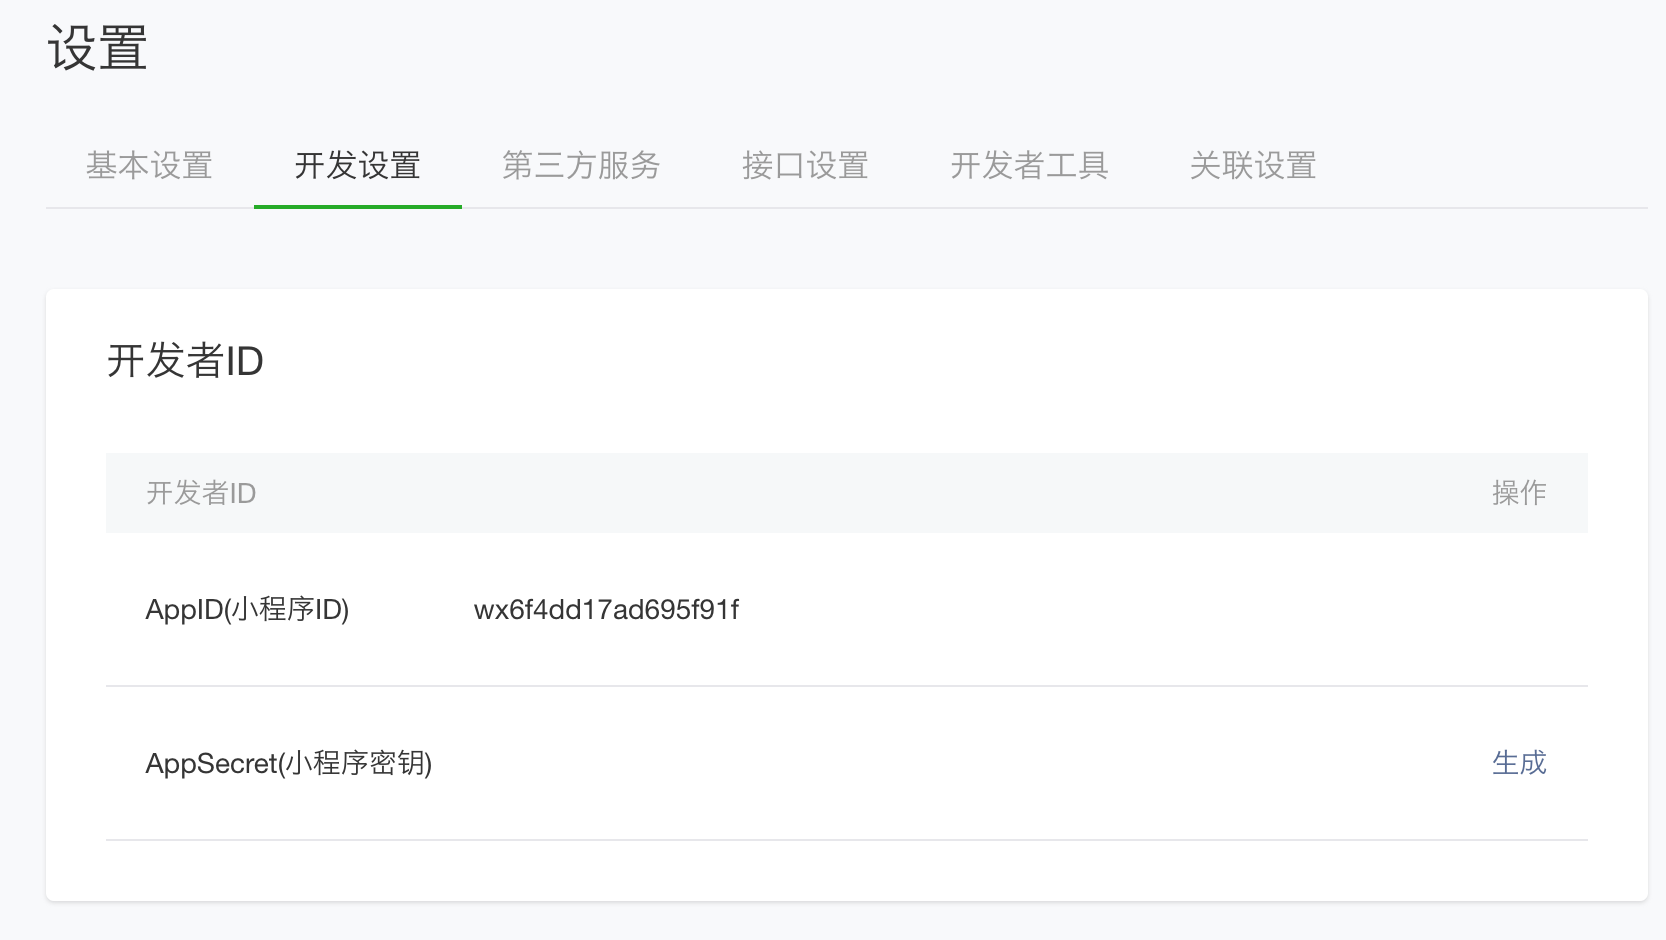 设置
基本设置 开发设置 第三方服务 接口设置 开发者工具 关联设置
开发者ID
开发者ID 操作
AppID(小程序ID) wx6f4dd17ad695f91f
AppSecret(小程序密钥) 生成